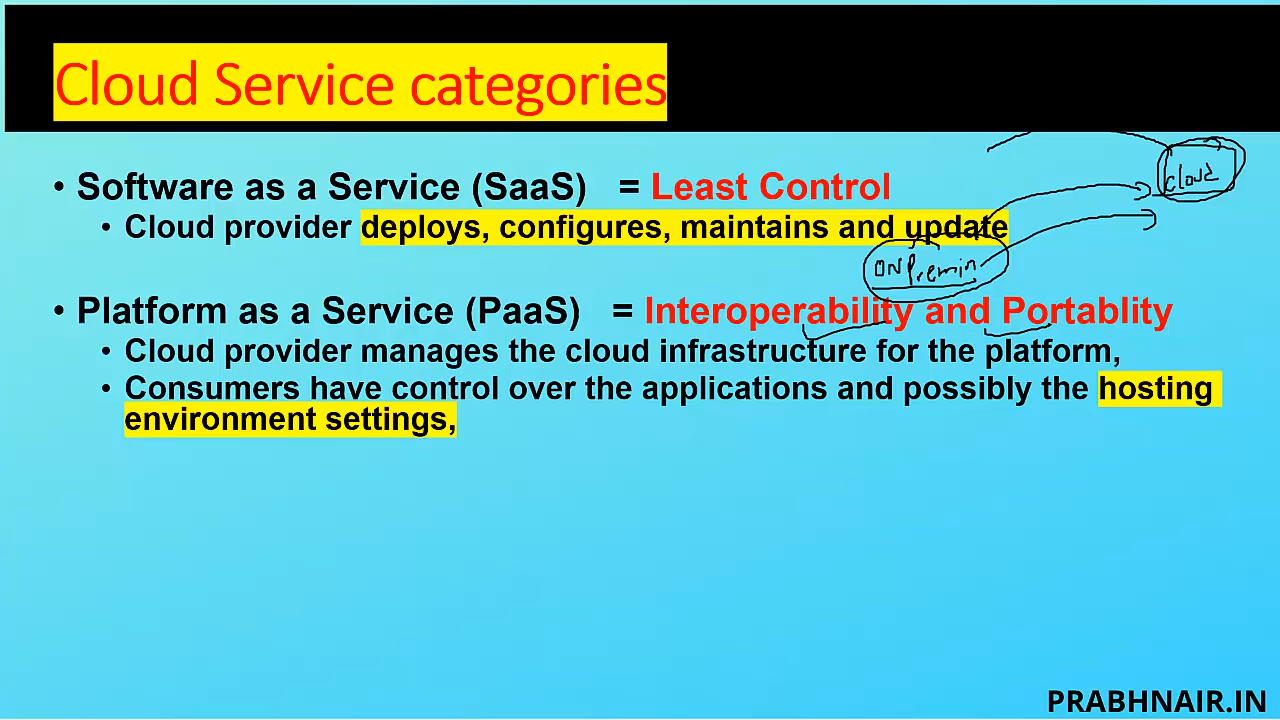 Cloud Service categories
• Software as a Service (SaaS) = Least Control
• Cloud provider deploys, configures, maintains and update
• Platform as a Service (PaaS) = Interoperability and Portablity
• Cloud provider manages the cloud infrastructure for the platform,
• Consumers have control over the applications and possibly the hosting
environment settings,
cloud
ON Premin
PRABHNAIR.IN